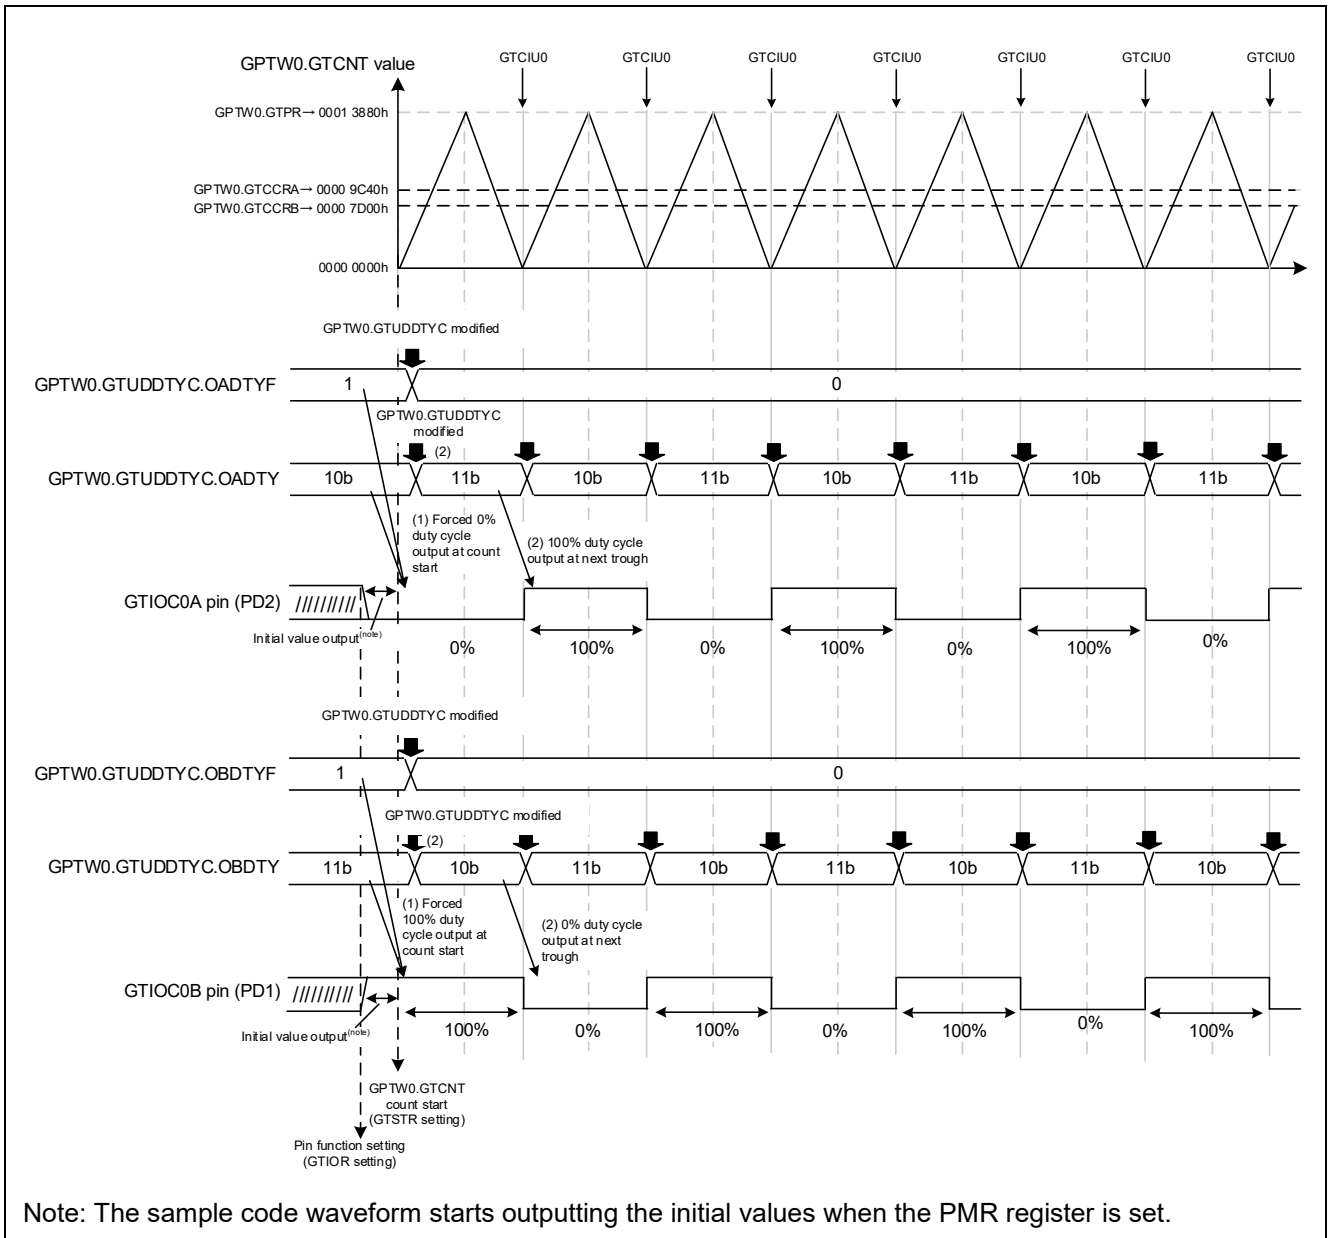 GPTW0.GTCNT value
GTCIU0 GTCIU0 GTCIU0 GTCIU0 GTCIU0 GTCIU0 GTCIU0
GPTW0.GTPR→ 0001 3880h
GPTW0.GTCCRA→ 0000 9C40h
GPTW0.GTCCRB→ 0000 7D00h
0000 0000h
GPTW0.GTUDDTYC modified
GPTW0.GTUDDTYC.OADTYF
1 0
GPTW0.GTUDDTYC
modified
(2)
GPTW0.GTUDDTYC.OADTY
10b 11b 10b 11b 10b 11b 10b 11b
(1) Forced 0%
duty cycle
output at count
start
(2) 100% duty cycle
output at next trough
GTIOC0A pin (PD2)
Initial value output(note)
0% 100% 0% 100% 0% 100% 0%
GPTW0.GTUDDTYC modified
GPTW0.GTUDDTYC.OBDTYF
1 0
GPTW0.GTUDDTYC modified
(2)
GPTW0.GTUDDTYC.OBDTY
11b 10b 11b 10b 11b 10b 11b 10b
(1) Forced
100% duty
cycle output at
count start
(2) 0% duty cycle
output at next
trough
GTIOC0B pin (PD1)
Initial value output(note)
100% 0% 100% 0% 100% 0% 100%
GPTW0.GTCNT
count start
(GTSTR setting)
Pin function setting
(GTIOR setting)
Note: The sample code waveform starts outputting the initial values when the PMR register is set.